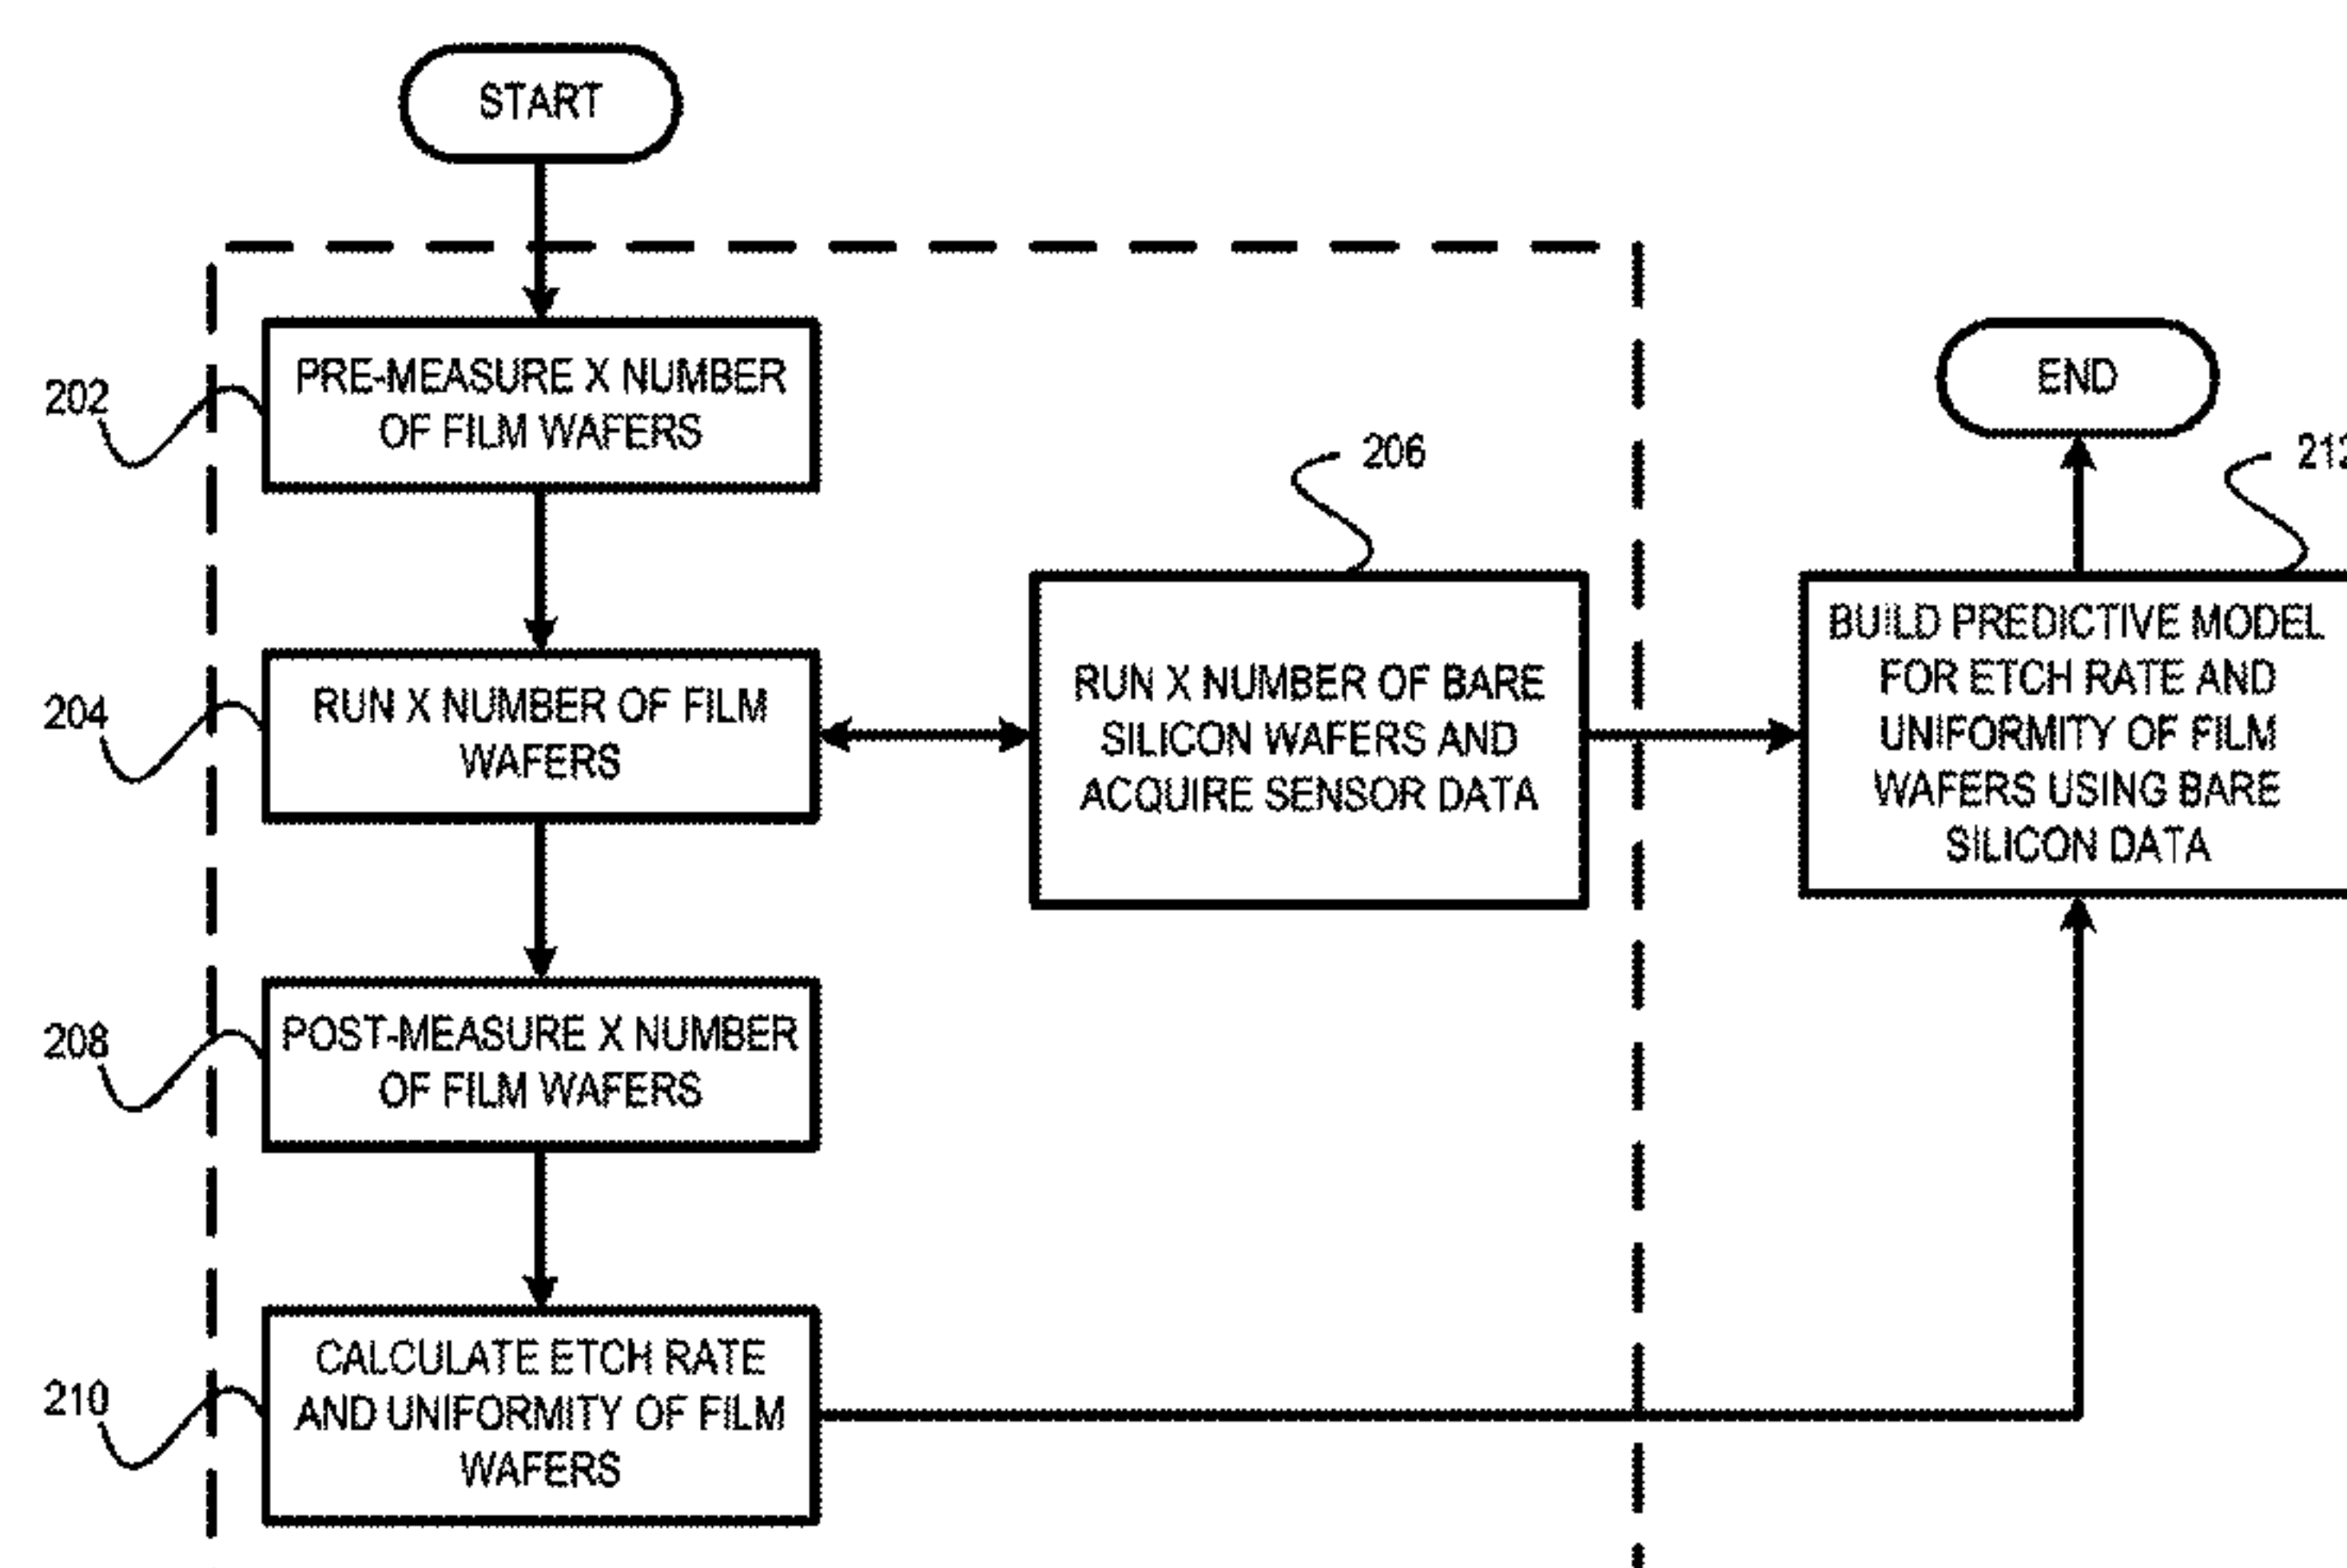 START
202
PRE-MEASURE X NUMBER
OF FILM WAFERS
204
RUN X NUMBER OF FILM
WAFERS
206
RUN X NUMBER OF BARE
SILICON WAFERS AND
ACQUIRE SENSOR DATA
208
POST-MEASURE X NUMBER
OF FILM WAFERS
210
CALCULATE ETCH RATE
AND UNIFORMITY OF FILM
WAFERS
212
BUILD PREDICTIVE MODEL
FOR ETCH RATE AND
UNIFORMITY OF FILM
WAFERS USING BARE
SILICON DATA
END